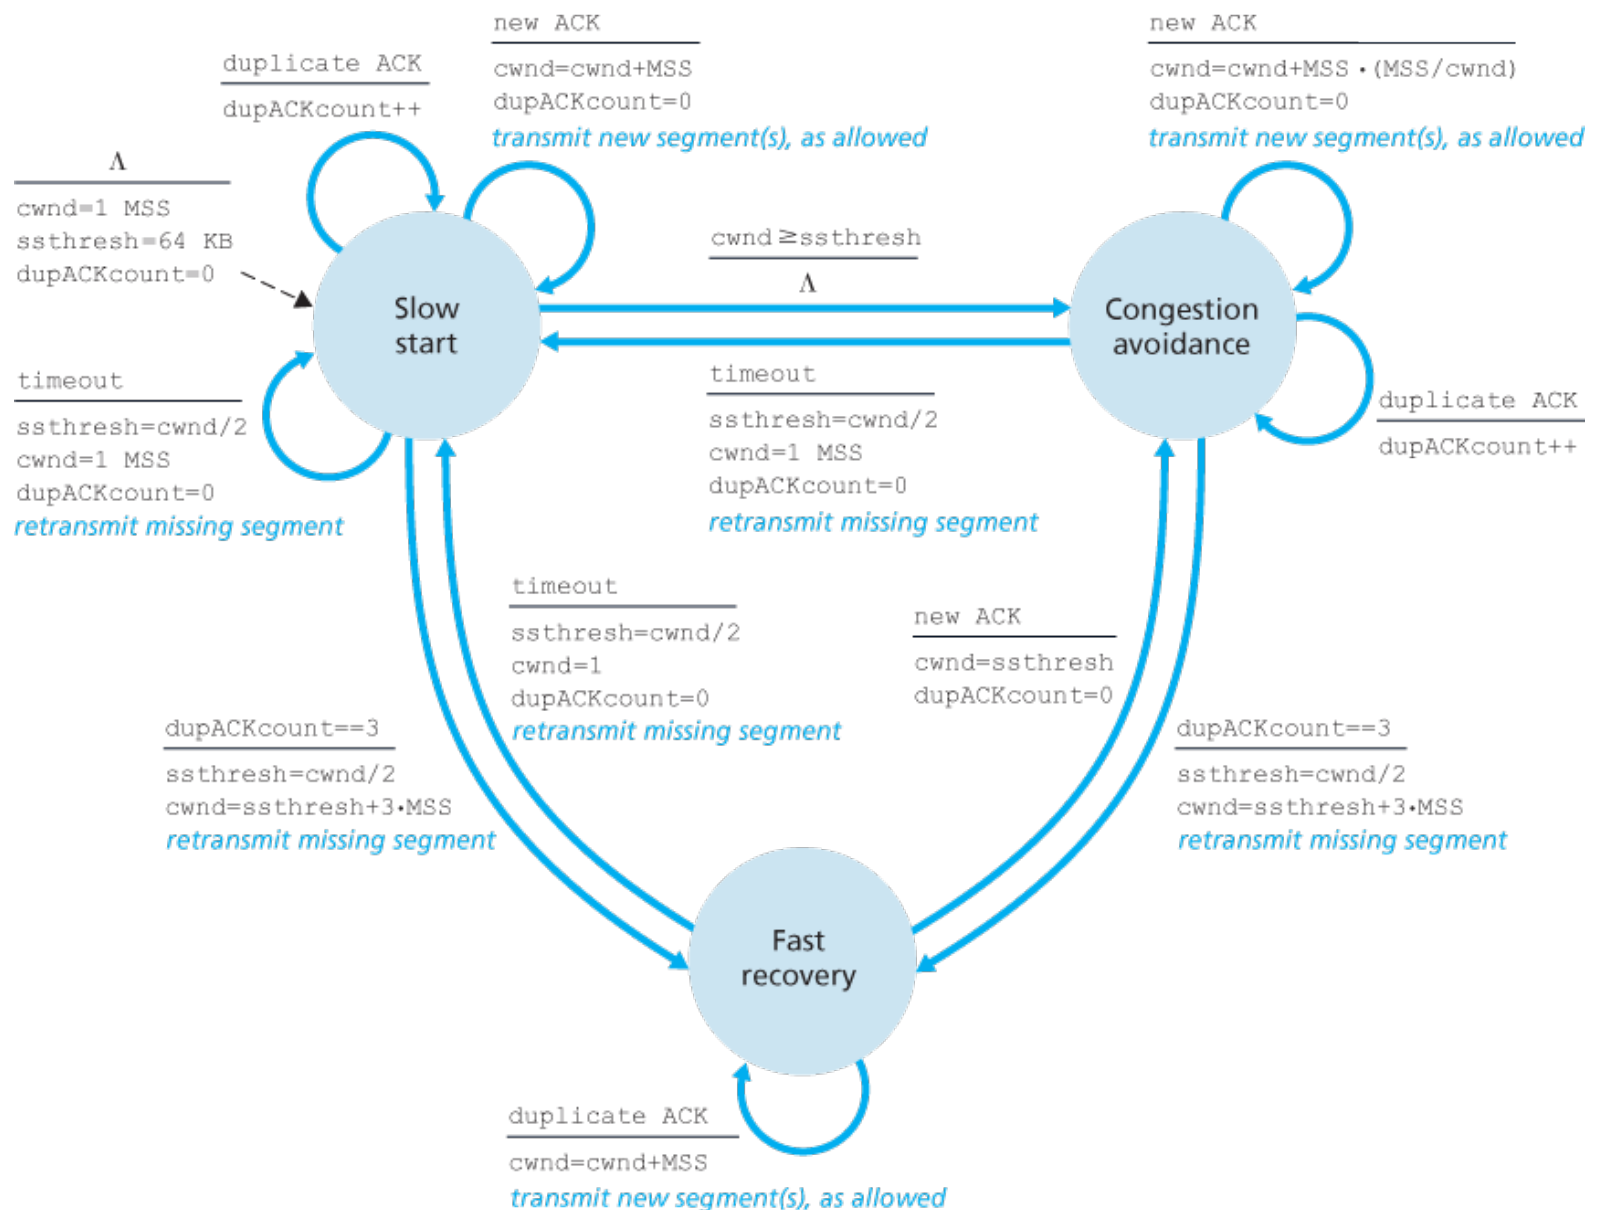 new ACK
cwnd=cwnd+MSS
dupACKcount=0
transmit new segment(s), as allowed
new ACK
cwnd=cwnd+MSS•(MSS/cwnd)
dupACKcount=0
transmit new segment(s), as allowed
duplicate ACK
dupACKcount++
Λ
cwnd=1 MSS
ssthresh=64 KB
dupACKcount=0
cwnd≥ssthresh
Λ
Slow
start
Congestion
avoidance
timeout
ssthresh=cwnd/2
cwnd=1 MSS
dupACKcount=0
retransmit missing segment
timeout
ssthresh=cwnd/2
cwnd=1 MSS
dupACKcount=0
retransmit missing segment
duplicate ACK
dupACKcount++
timeout
ssthresh=cwnd/2
cwnd=1
dupACKcount=0
retransmit missing segment
new ACK
cwnd=ssthresh
dupACKcount=0
dupACKcount==3
ssthresh=cwnd/2
cwnd=ssthresh+3•MSS
retransmit missing segment
dupACKcount==3
ssthresh=cwnd/2
cwnd=ssthresh+3•MSS
retransmit missing segment
Fast
recovery
duplicate ACK
cwnd=cwnd+MSS
transmit new segment(s), as allowed